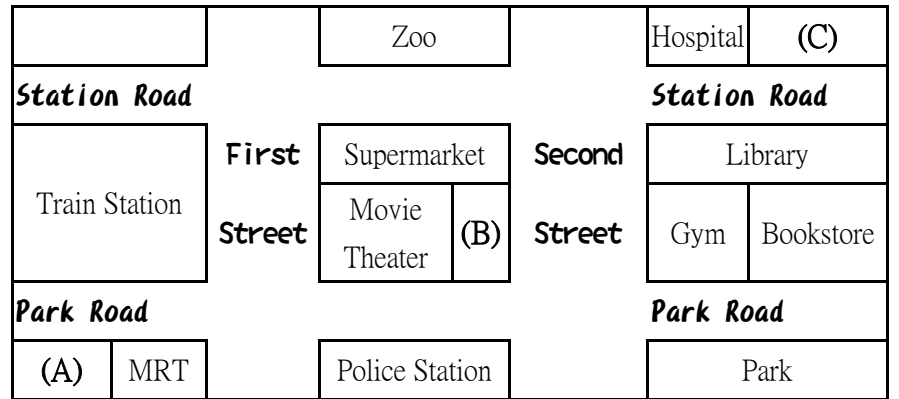 Zoo Hospital (C)
Station Road Station Road
First Supermarket Second Library
Train Station
Street Movie Theater (B) Street Gym Bookstore
Park Road Park Road
(A) MRT Police Station Park